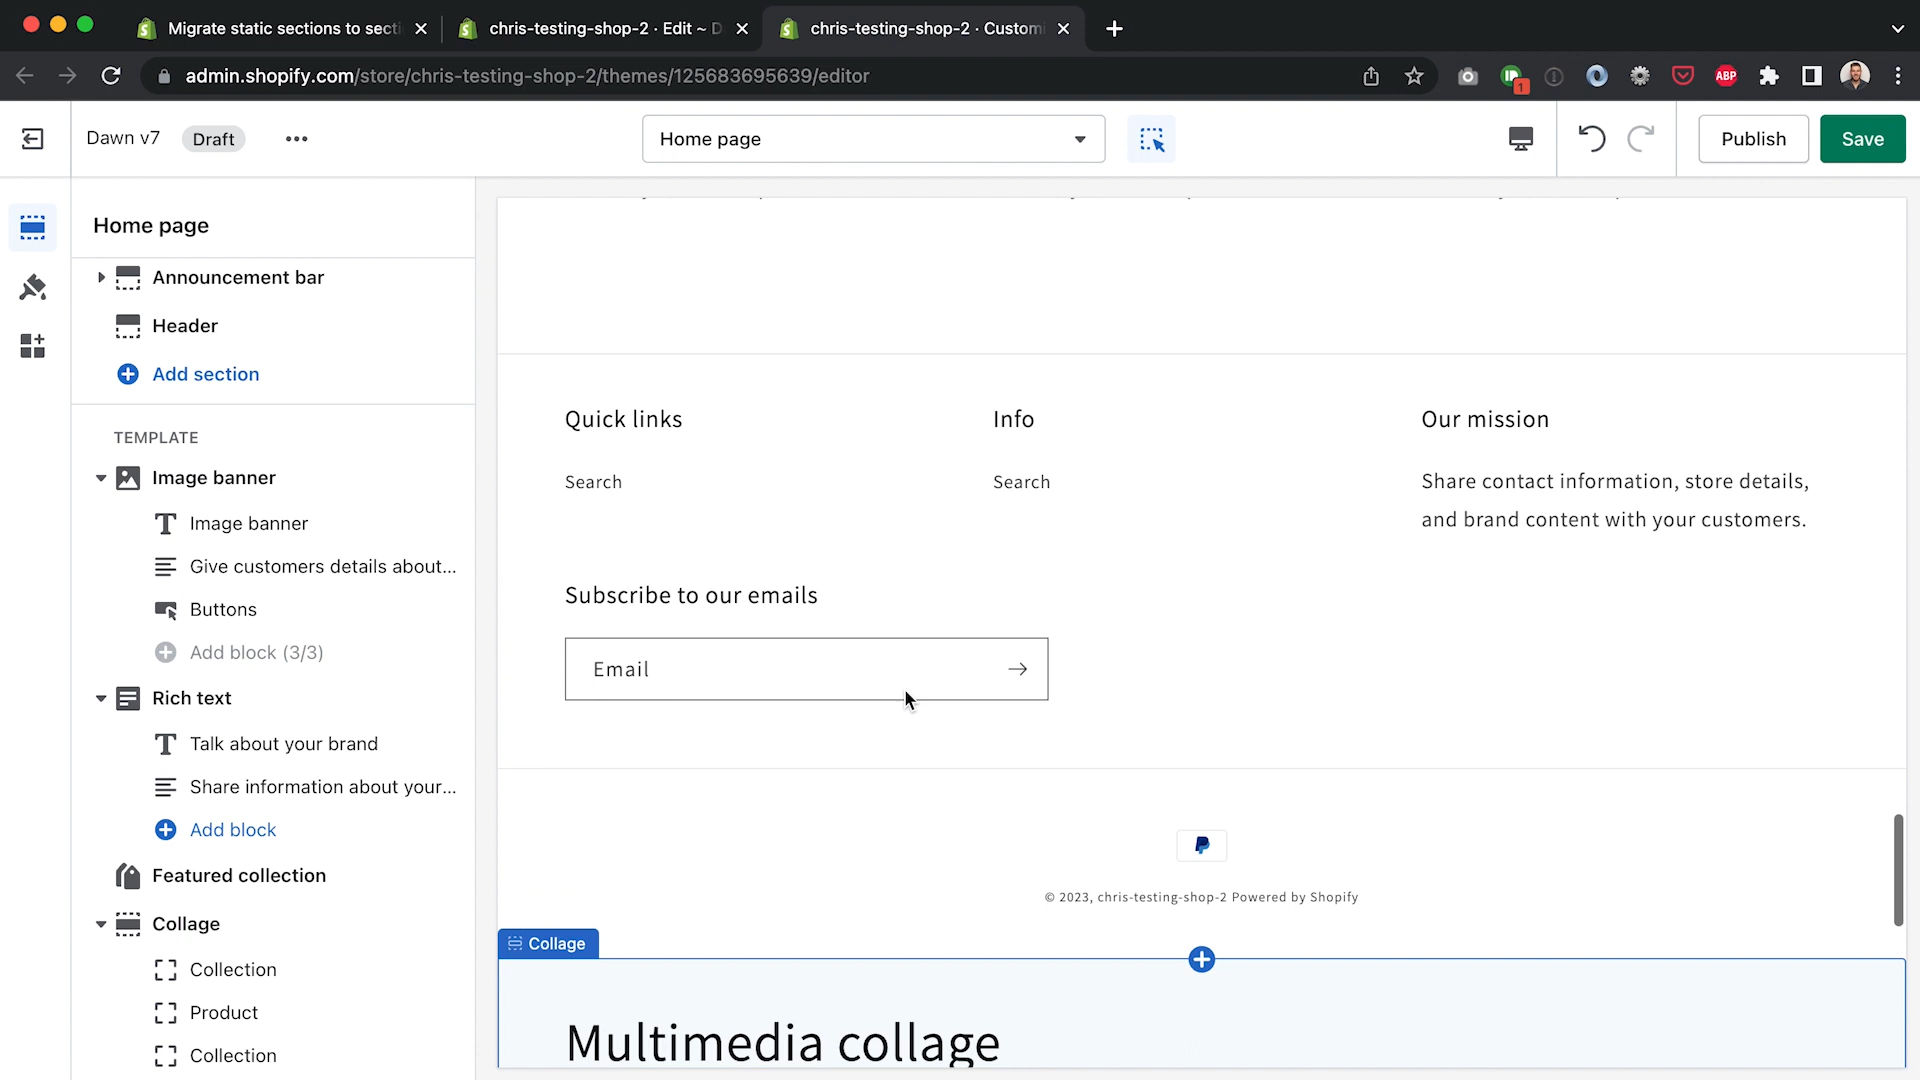 Migrate static sections to secti
chris-testing-shop-2 · Edit ~ D
chris-testing-shop-2 · Customi
admin.shopify.com/store/chris-testing-shop-2/themes/125683695639/editor
1
ABP
Dawn v7
Draft
Home page
Publish
Save
Home page
Announcement bar
Header
Add section
TEMPLATE
Image banner
Image banner
Give customers details about...
Buttons
Add block (3/3)
Rich text
Talk about your brand
Share information about your...
Add block
Featured collection
Collage
Collection
Product
Collection
Quick links
Search
Info
Search
Our mission
Share contact information, store details,
and brand content with your customers.
Subscribe to our emails
Email
© 2023, chris-testing-shop-2 Powered by Shopify
Collage
Multimedia collage